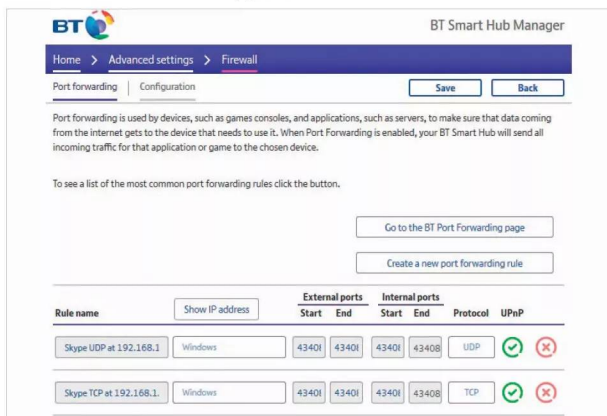 BT
BT Smart Hub Manager
Home > Advanced settings > Firewall
Port forwarding | Configuration Save Back
Port forwarding is used by devices, such as games consoles, and applications, such as servers, to make sure that data coming
from the internet gets to the device that needs to use it. When Port Forwarding is enabled, your BT Smart Hub will send all
incoming traffic for that application or game to the chosen device.
To see a list of the most common port forwarding rules click the button.
Go to the BT Port Forwarding page
Create a new port forwarding rule
External ports Internal ports
Rule name Show IP address Start End Start End Protocol UPnP
Skype UDP at 192.168.1 Windows 4340 4340 4340 43408 UDP
Skype TCP at 192.168.1. Windows 4340 4340 4340 43408 TCP